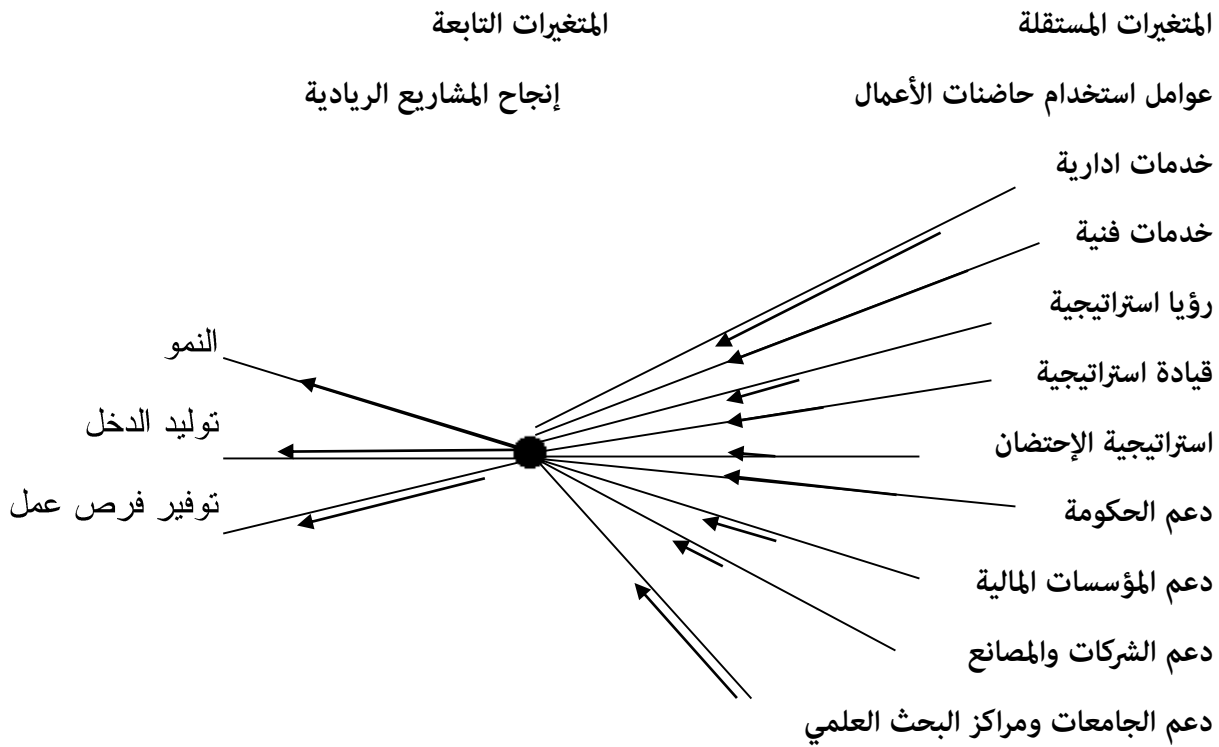 المتغيرات المستقلة
المتغيرات التابعة
عوامل استخدام حاضنات الأعمال
إنجاح المشاريع الريادية
خدمات ادارية
خدمات فنية
رؤيا استراتيجية
قيادة استراتيجية
استراتيجية الإحتضان
دعم الحكومة
دعم المؤسسات المالية
دعم الشركات والمصانع
دعم الجامعات ومراكز البحث العلمي
النمو
توليد الدخل
توفير فرص عمل